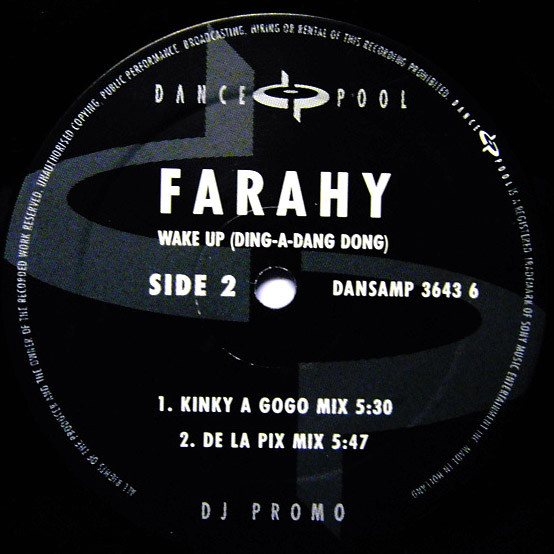 ALL RIGHTS OF THE PRODUCER AND THE OWNER OF THE RECORDED WORK RESERVED. UNAUTHORISED COPYING, PUBLIC PERFORMANCE, BROADCASTING, HIRING OR RENTAL OF THIS RECORDING PROHIBITED. DANCE POOL IS A REGISTERED TRADEMARK OF SONY MUSIC ENTERTAINMENT INC. MADE IN HOLLAND
DANCE POOL
FARAHY
WAKE UP (DING-A-DANG DONG)
SIDE 2 DANSAMP 3643 6
1. KINKY A GOGO MIX 5:30
2. DE LA PIX MIX 5:47
DJ PROMO